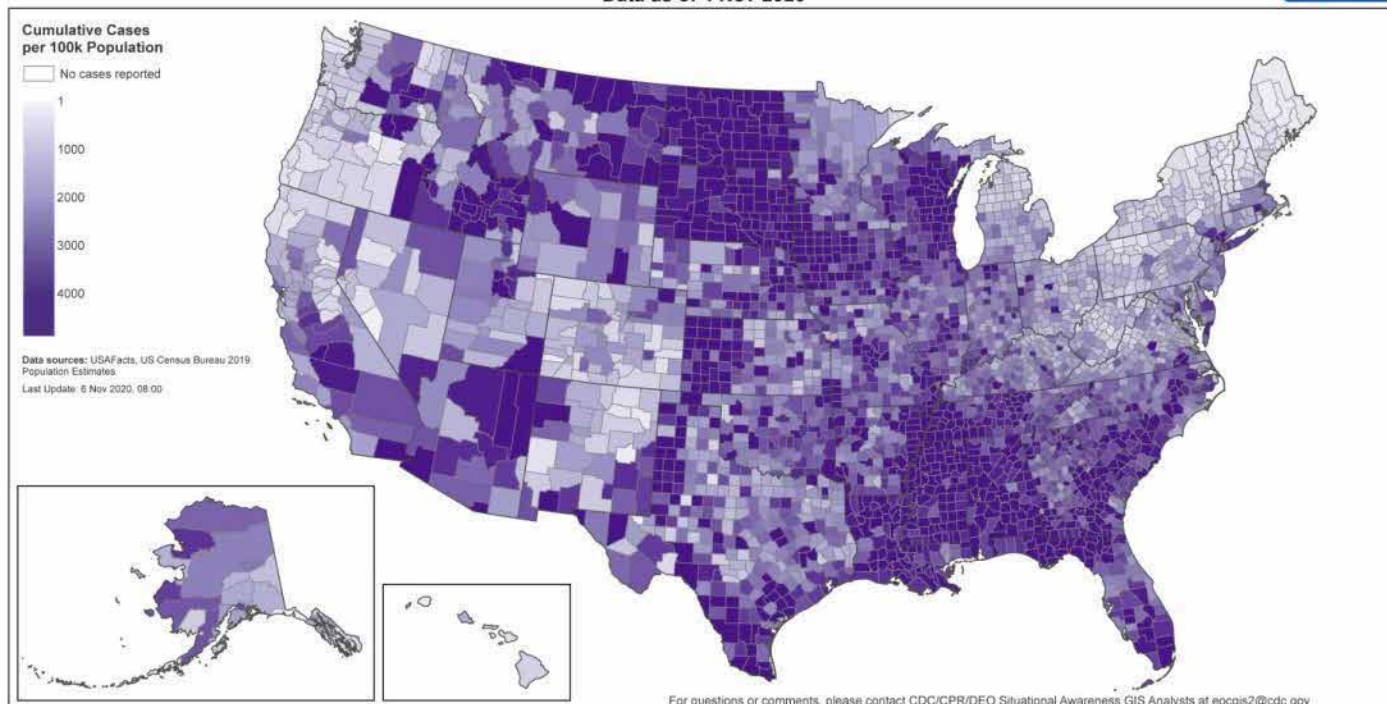 Cumulative Cases
per 100k Population
No cases reported
1
1000
2000
3000
4000
Data sources: USAFacts, US Census Bureau 2019
Population Estimates
Last Update: 6 Nov 2020, 08:00
For questions or comments, please contact CDC/CPR/DEO Situational Awareness GIS Analysts at eocgis2@cdc.gov